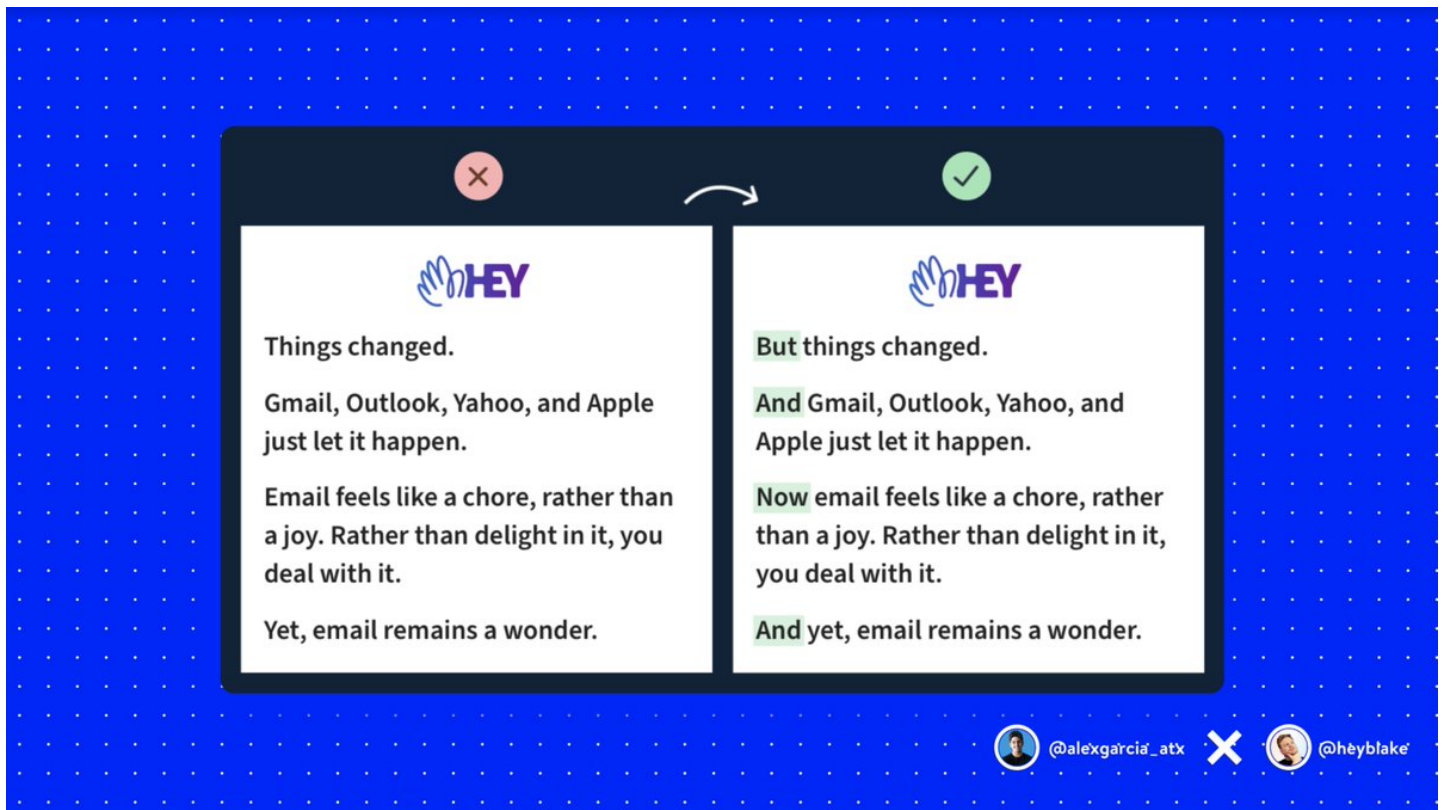 HEY
Things changed.
Gmail, Outlook, Yahoo, and Apple
just let it happen.
Email feels like a chore, rather than
a joy. Rather than delight in it, you
deal with it.
Yet, email remains a wonder.
HEY
But things changed.
And Gmail, Outlook, Yahoo, and
Apple just let it happen.
Now email feels like a chore, rather
than a joy. Rather than delight in it,
you deal with it.
And yet, email remains a wonder.
@alexgarcia_atx
@heyblake